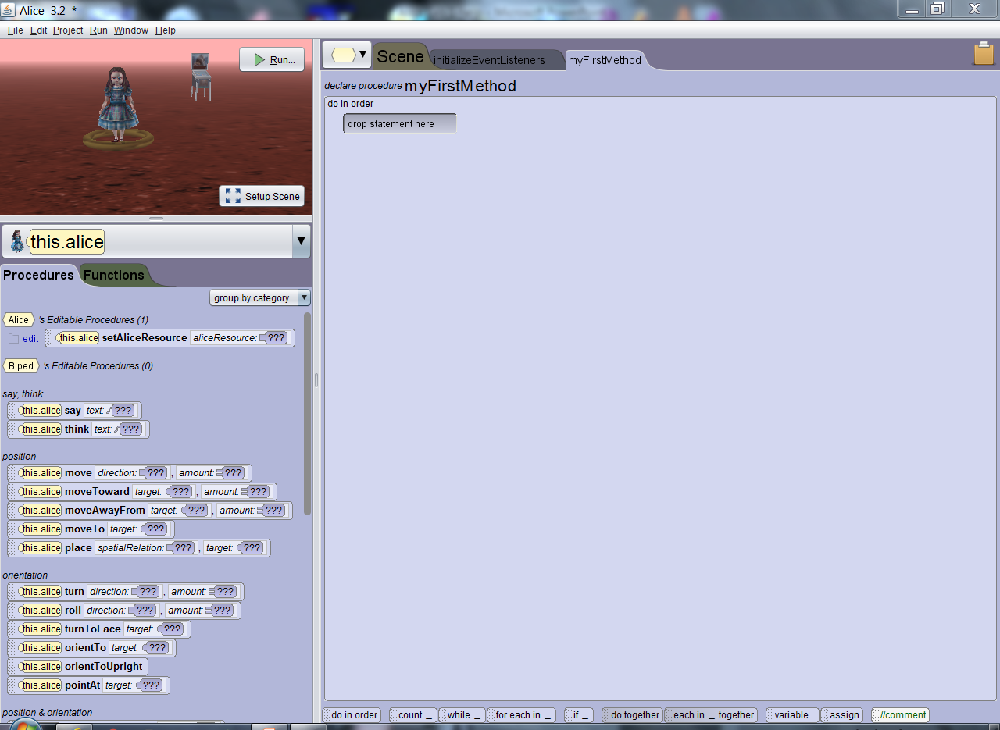 Alice 3.2 *
File Edit Project Run Window Help
Run...
Setup Scene
this.alice
Procedures Functions
group by category
Alice 's Editable Procedures (1)
edit this.alice setAliceResource aliceResource: ???
Biped 's Editable Procedures (0)
say, think
this.alice say text: ???
this.alice think text: ???
position
this.alice move direction: ??? , amount: ???
this.alice moveToward target: ??? , amount: ???
this.alice moveAwayFrom target: ??? , amount: ???
this.alice moveTo target: ???
this.alice place spatialRelation: ??? , target: ???
orientation
this.alice turn direction: ??? , amount: ???
this.alice roll direction: ??? , amount: ???
this.alice turnToFace target: ???
this.alice orientTo target: ???
this.alice orientToUpright
this.alice pointAt target: ???
position & orientation
Scene initializeEventListeners myFirstMethod
declare procedure myFirstMethod
do in order
drop statement here
do in order count _ while _ for each in _ if _ do together each in _ together variable... assign //comment